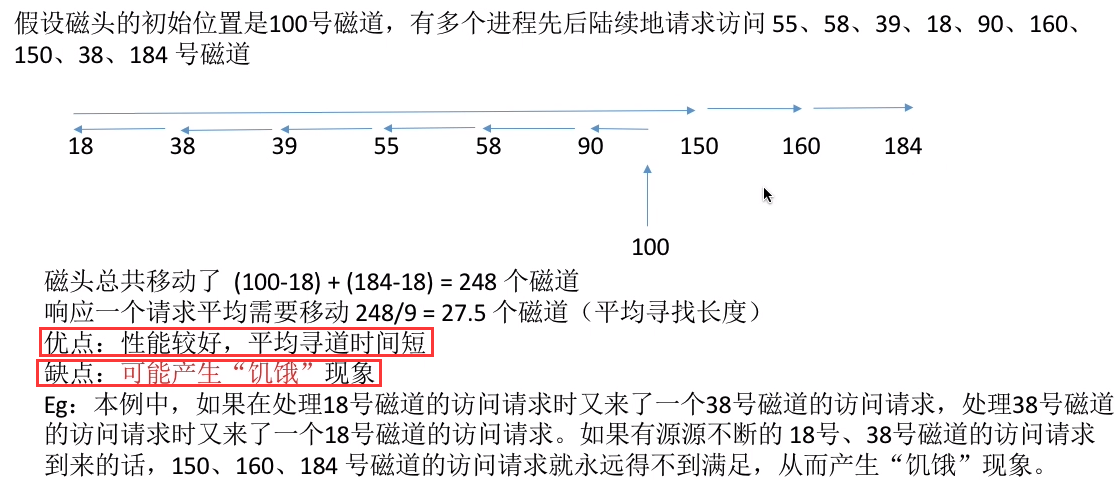 假设磁头的初始位置是100号磁道，有多个进程先后陆续地请求访问 55、58、39、18、90、160、
150、38、184 号磁道
18 38 39 55 58 90 150 160 184
100
磁头总共移动了 (100-18) + (184-18) = 248 个磁道
响应一个请求平均需要移动 248/9 = 27.5 个磁道（平均寻找长度）
优点：性能较好，平均寻道时间短
缺点：可能产生“饥饿”现象
Eg：本例中，如果在处理18号磁道的访问请求时又来了一个38号磁道的访问请求，处理38号磁道
的访问请求时又来了一个18号磁道的访问请求。如果有源源不断的 18号、38号磁道的访问请求
到来的话，150、160、184 号磁道的访问请求就永远得不到满足，从而产生“饥饿”现象。